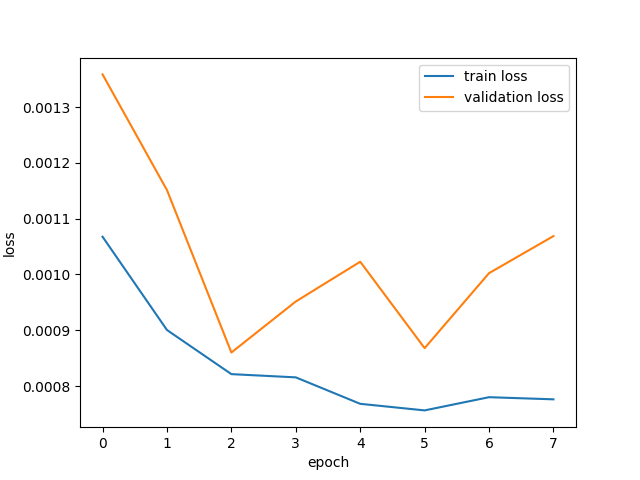 train loss
validation loss
0.0013
0.0012
0.0011
0.0010
0.0009
0.0008
loss
0 1 2 3 4 5 6 7
epoch